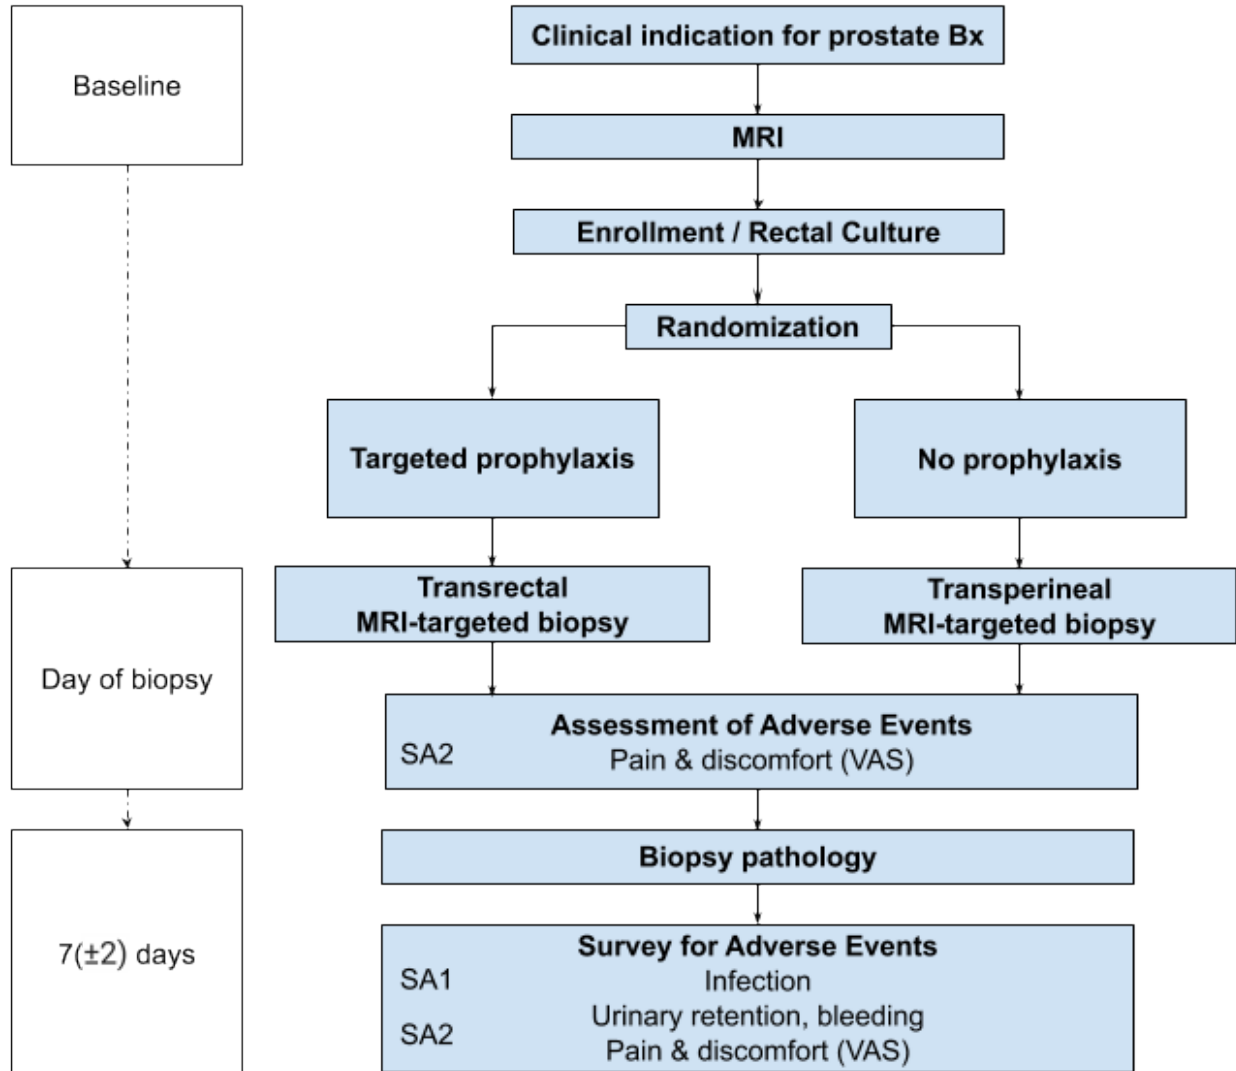 Baseline
Clinical indication for prostate Bx
MRI
Enrollment / Rectal Culture
Randomization
Targeted prophylaxis
No prophylaxis
Day of biopsy
Transrectal
MRI-targeted biopsy
Transperineal
MRI-targeted biopsy
Assessment of Adverse Events
SA2
Pain & discomfort (VAS)
7(±2) days
Biopsy pathology
Survey for Adverse Events
SA1
Infection
SA2
Urinary retention, bleeding
Pain & discomfort (VAS)